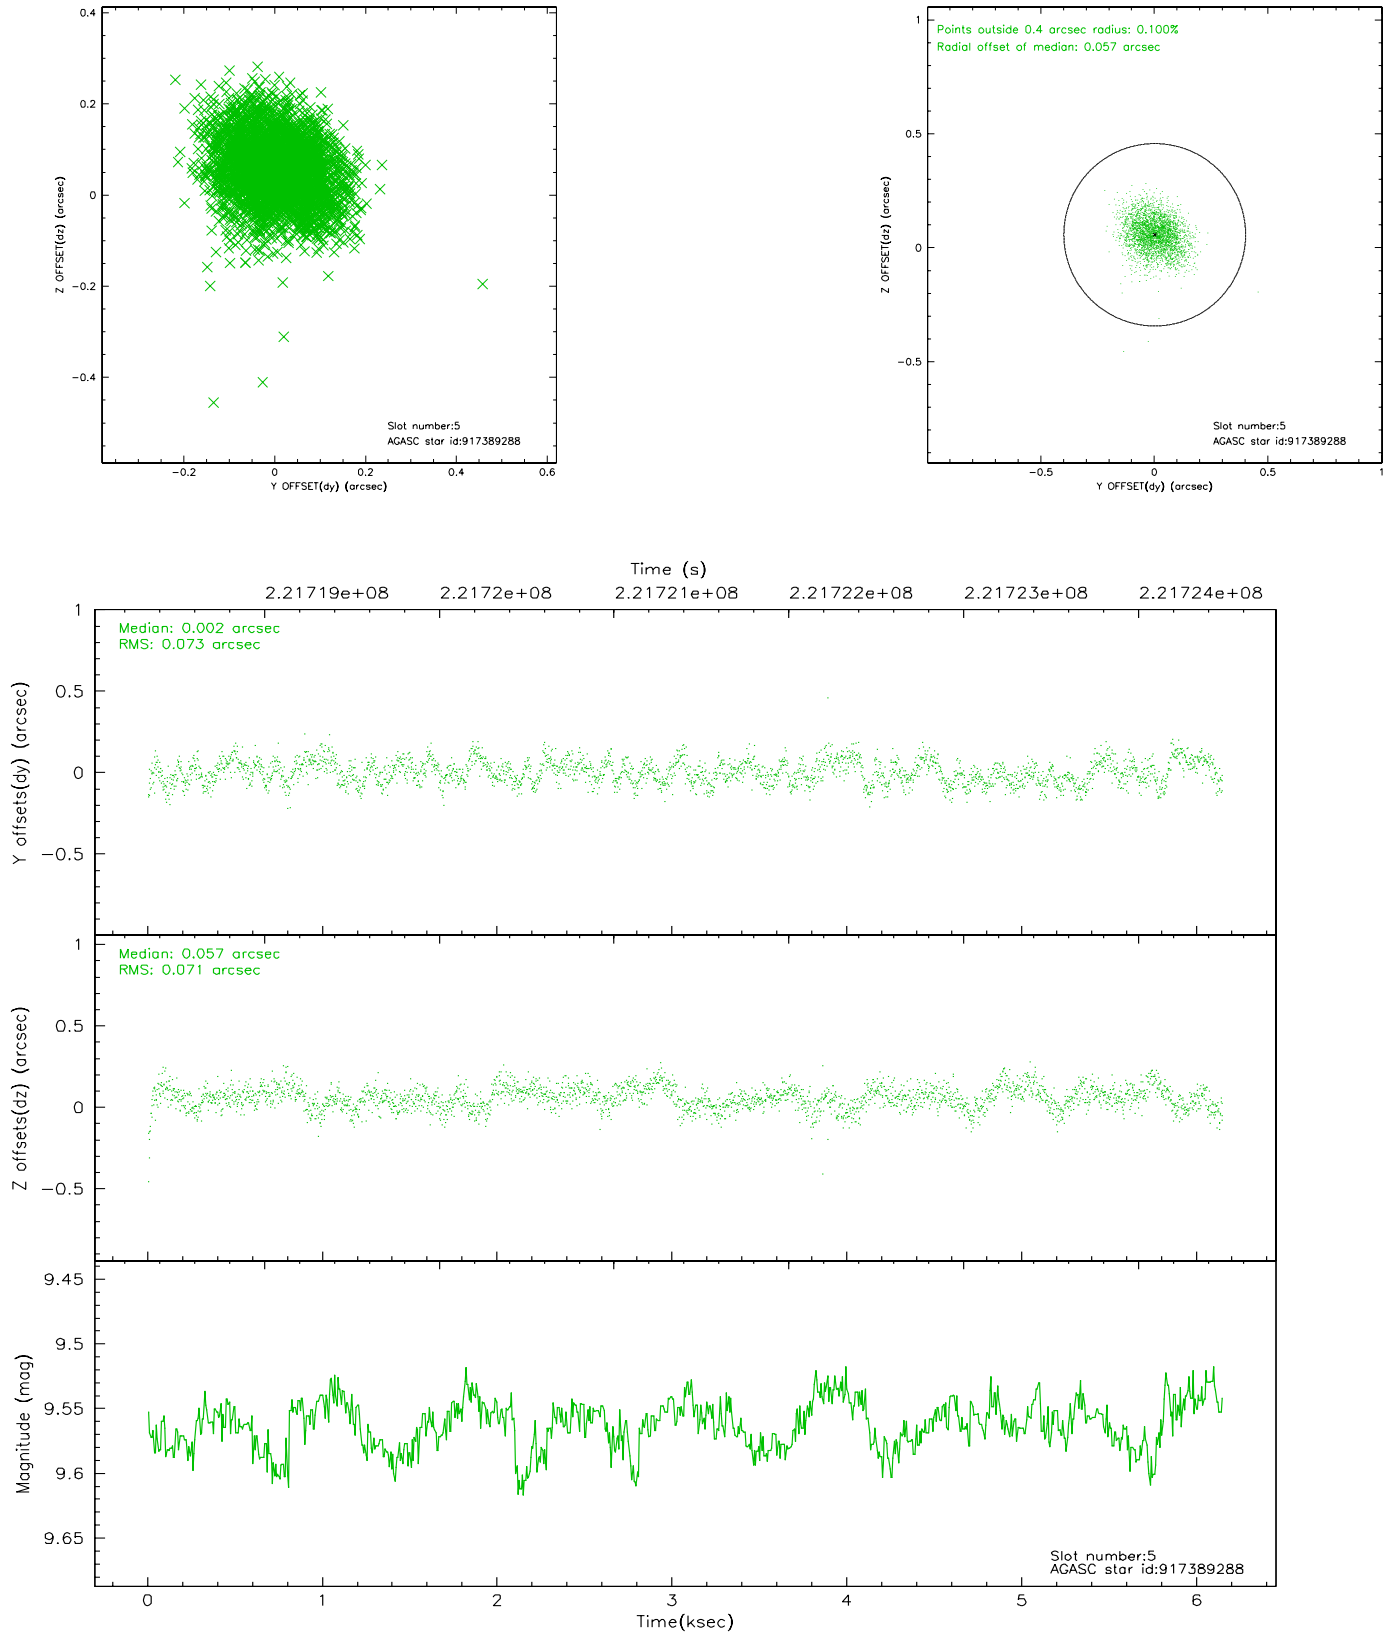 0.4
0.2
0
−0.2
−0.4
Z OFFSET(dz) (arcsec)
Slot number:5
AGASC star id:917389288
−0.2 0 0.2 0.4 0.6
Y OFFSET(dy) (arcsec)
Points outside 0.4 arcsec radius: 0.100%
Radial offset of median: 0.057 arcsec
1
0.5
0
−0.5
Z OFFSET(dz) (arcsec)
Slot number:5
AGASC star id:917389288
−0.5 0 0.5 1
Y OFFSET(dy) (arcsec)
Time (s)
2.21719e+08 2.2172e+08 2.21721e+08 2.21722e+08 2.21723e+08 2.21724e+08
Median: 0.002 arcsec
RMS: 0.073 arcsec
1
0.5
0
−0.5
Y offsets(dy) (arcsec)
Median: 0.057 arcsec
RMS: 0.071 arcsec
1
0.5
0
−0.5
Z offsets(dz) (arcsec)
9.45
9.5
9.55
9.6
9.65
Magnitude (mag)
Slot number:5
AGASC star id:917389288
0 1 2 3 4 5 6
Time(ksec)